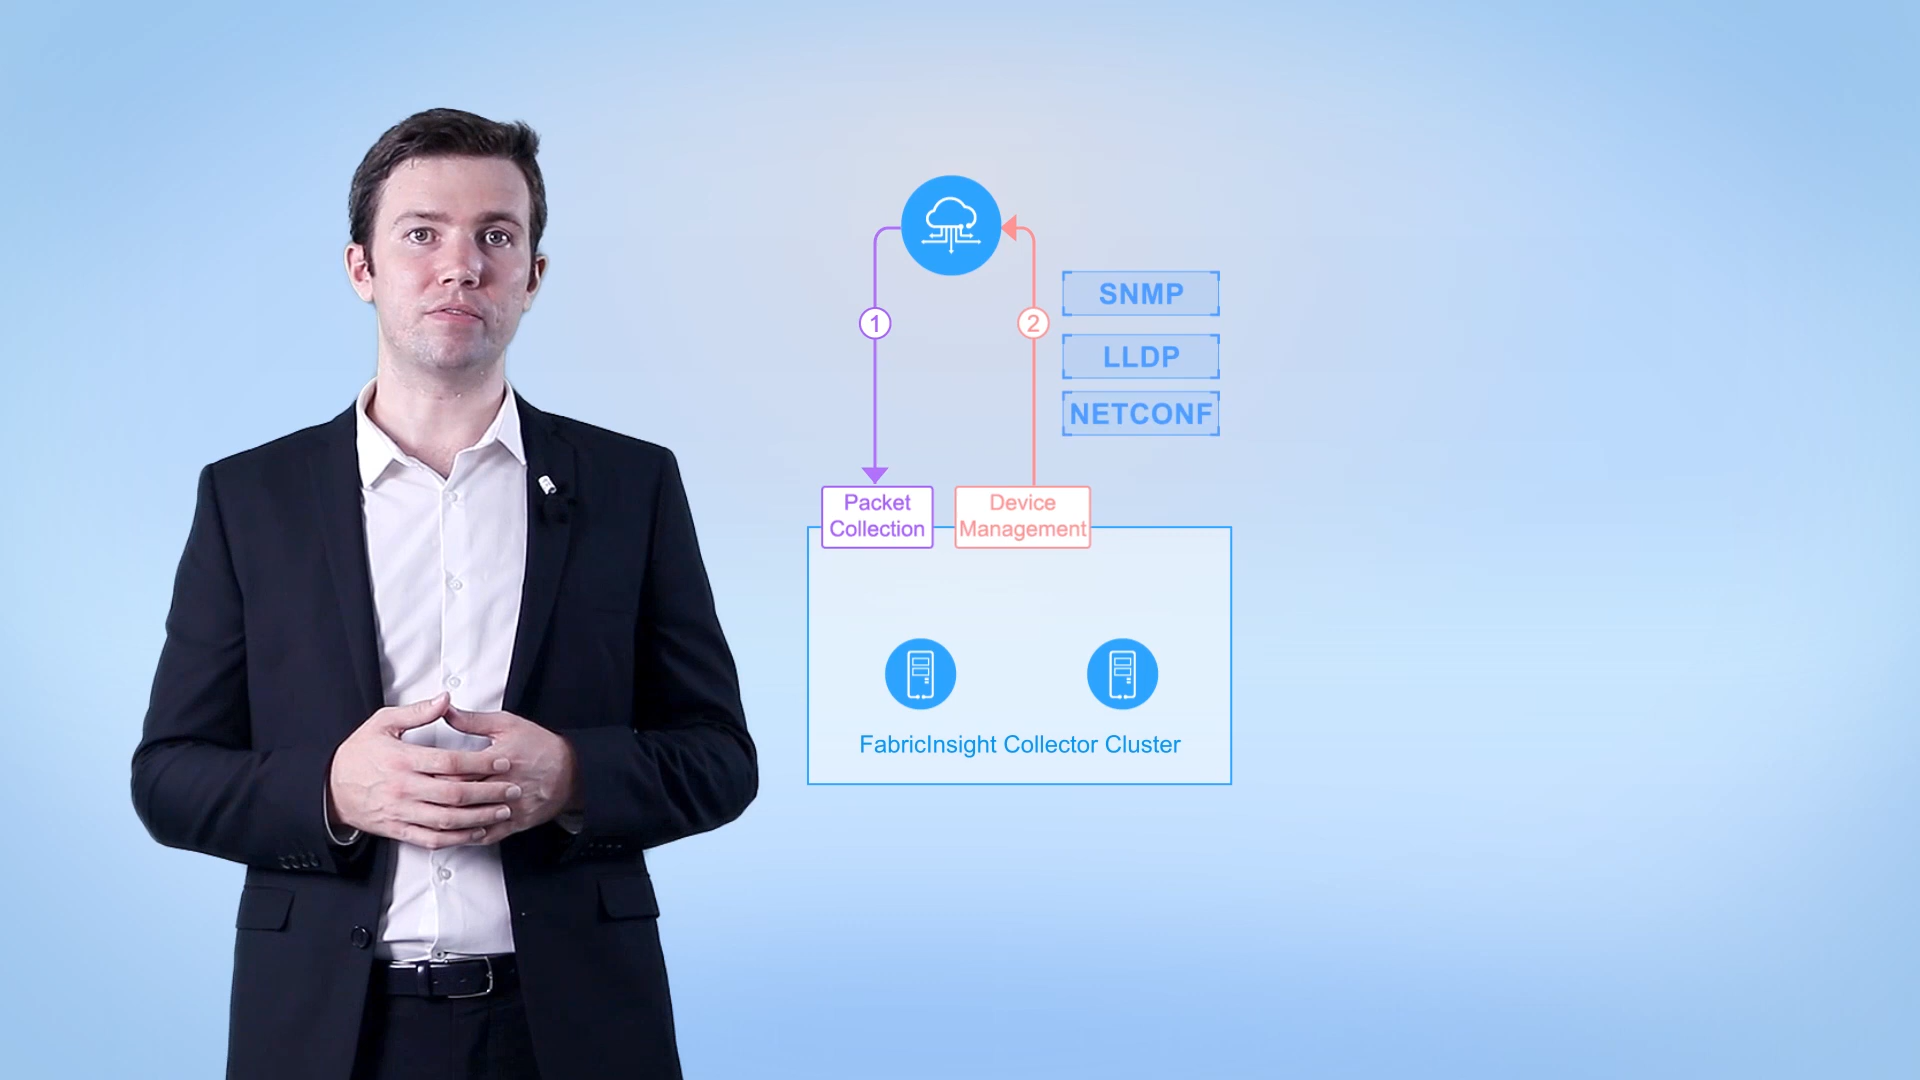 1
2
SNMP
LLDP
NETCONF
Packet
Collection
Device
Management
FabricInsight Collector Cluster